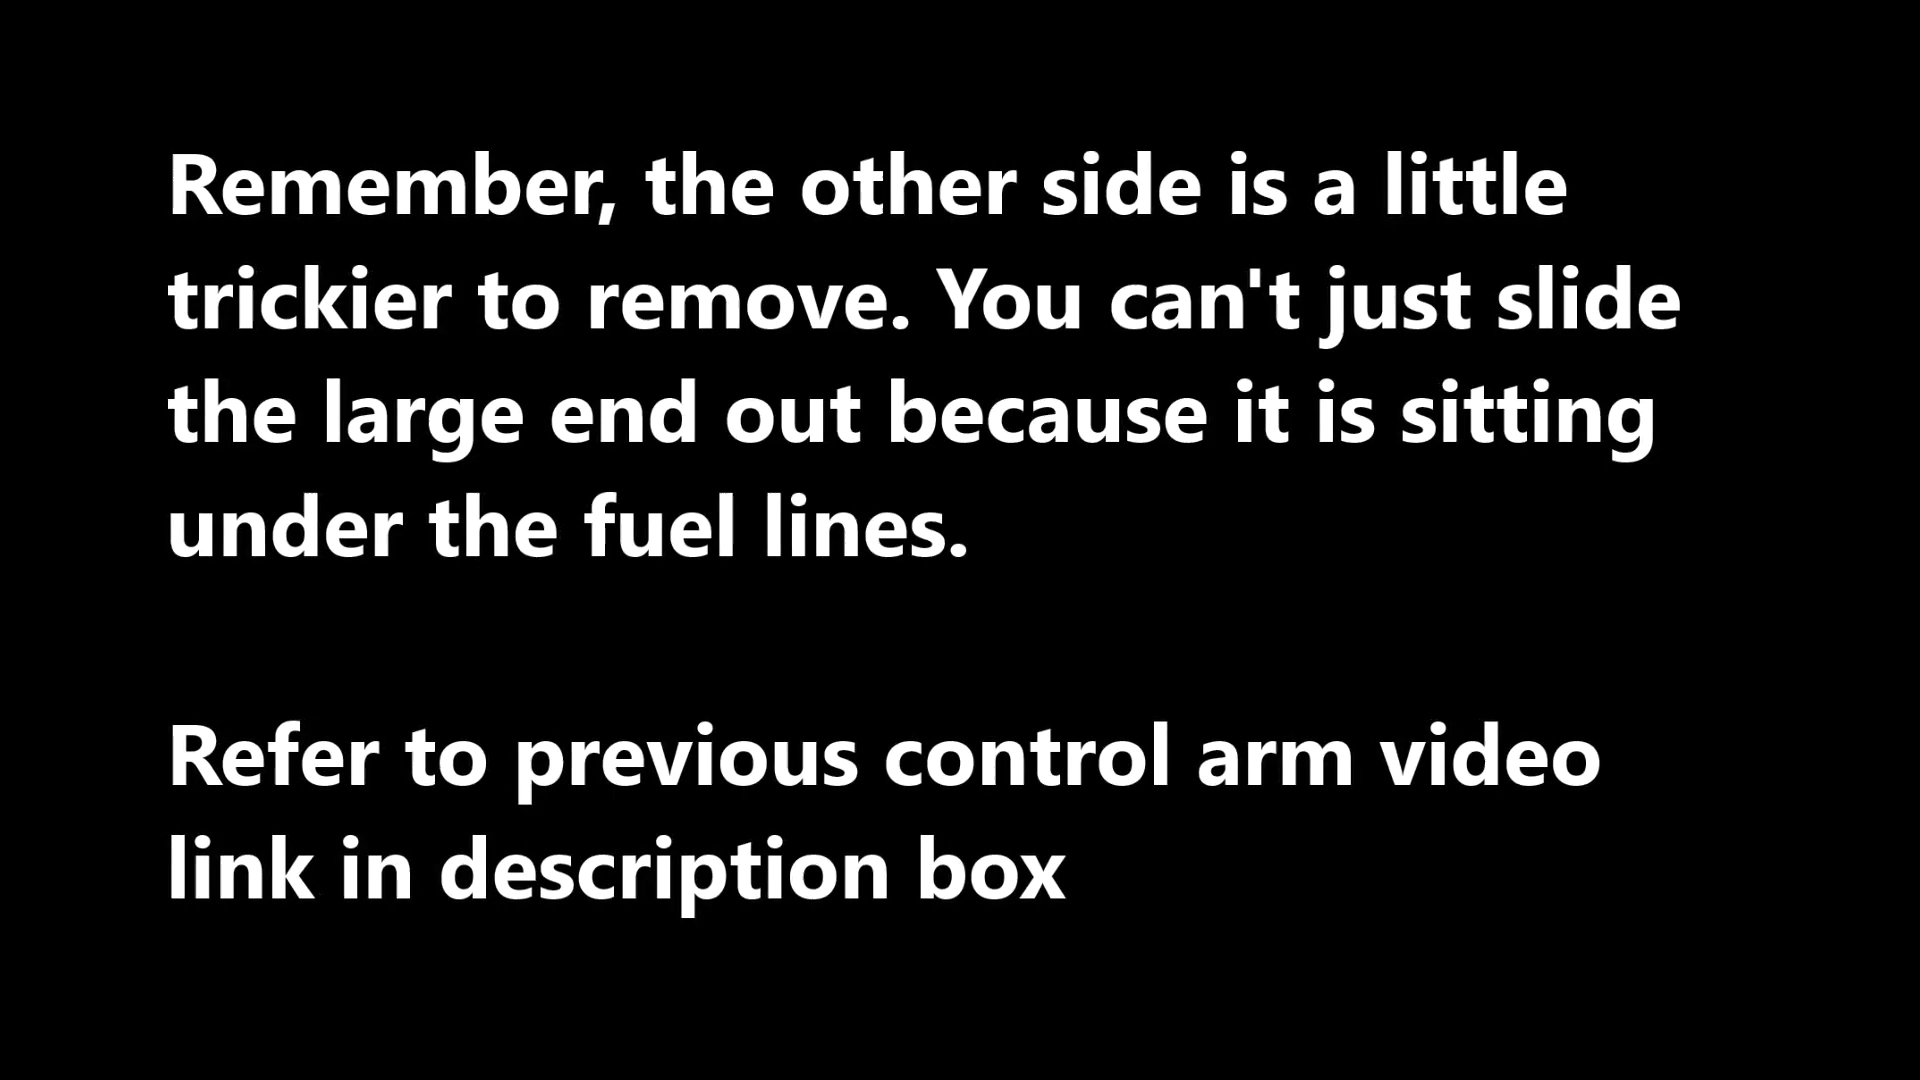 Remember, the other side is a little
trickier to remove. You can't just slide
the large end out because it is sitting
under the fuel lines.
Refer to previous control arm video
link in description box